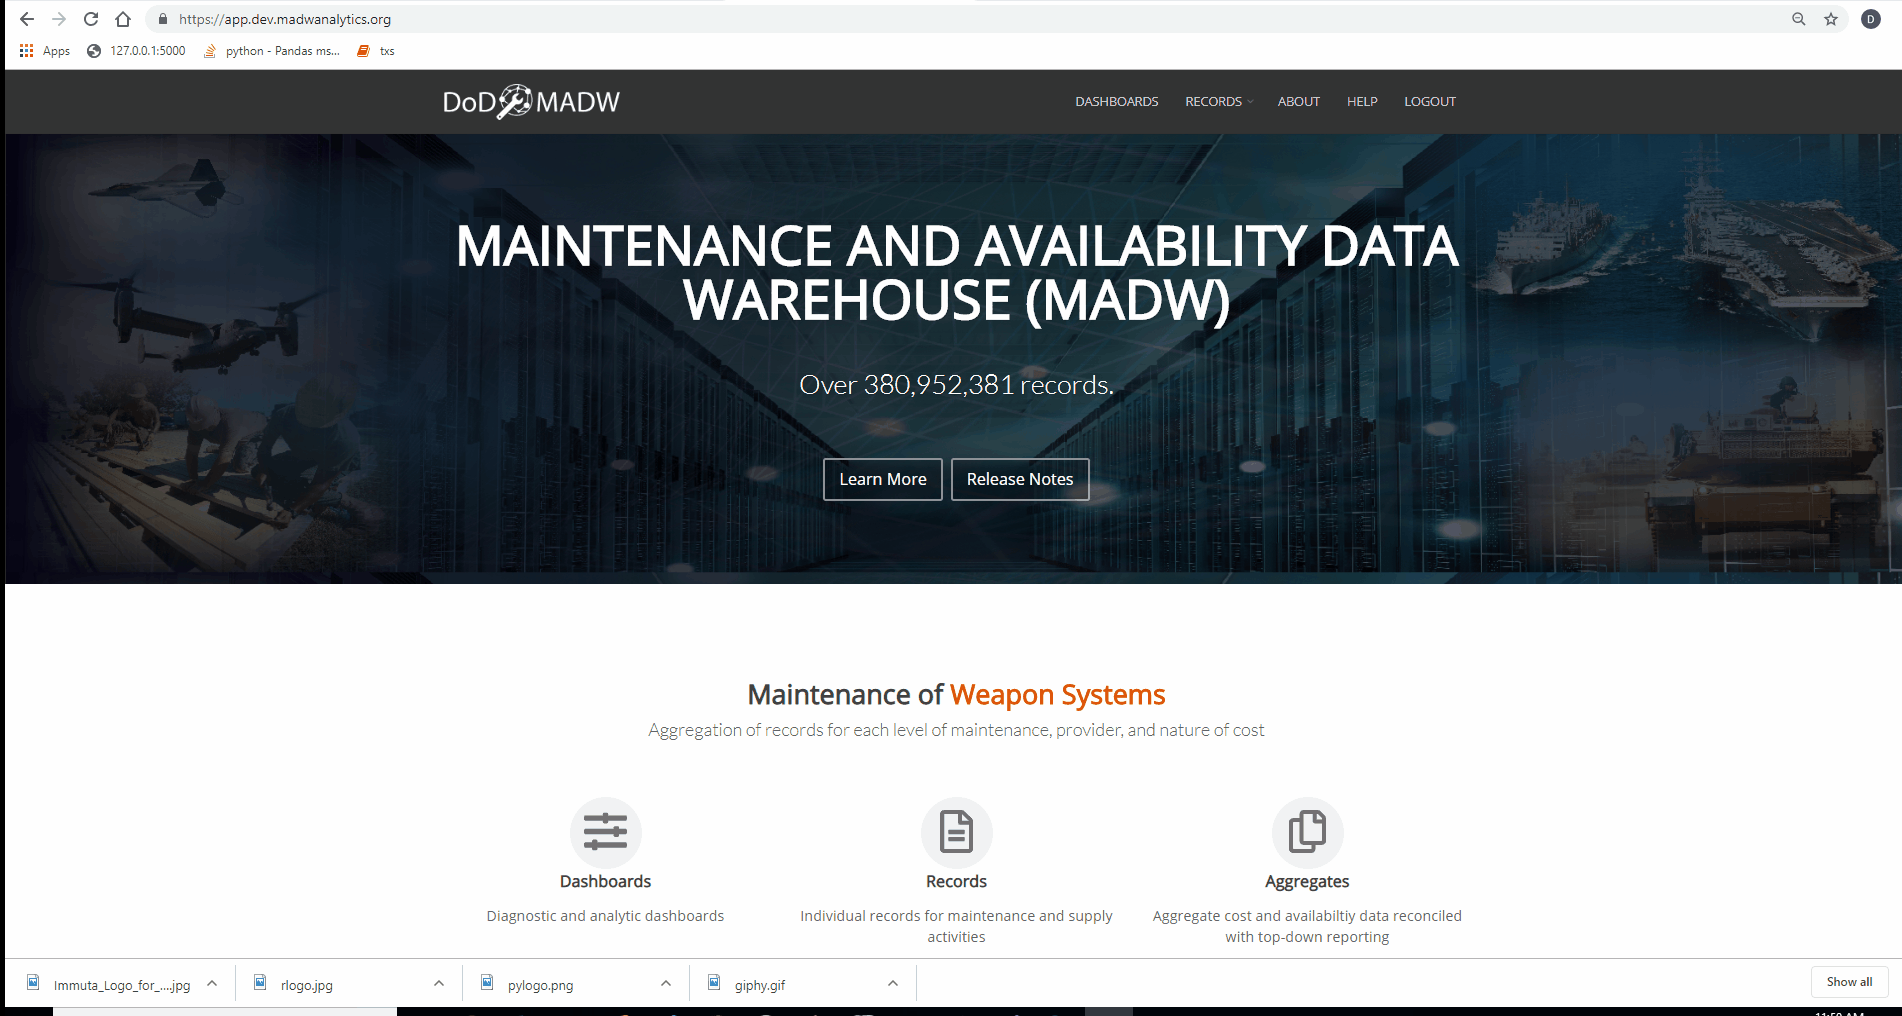 https://app.dev.madwanalytics.org
D
Apps
127.0.0.1:5000
python - Pandas ms...
txs
DoD MADW
DASHBOARDS
RECORDS
ABOUT
HELP
LOGOUT
MAINTENANCE AND AVAILABILITY DATA
WAREHOUSE (MADW)
Over 380,952,381 records.
Learn More
Release Notes
Maintenance of Weapon Systems
Aggregation of records for each level of maintenance, provider, and nature of cost
Dashboards
Diagnostic and analytic dashboards
Records
Individual records for maintenance and supply
activities
Aggregates
Aggregate cost and availabiltiy data reconciled
with top-down reporting
Immuta_Logo_for_....jpg
rlogo.jpg
pylogo.png
giphy.gif
Show all